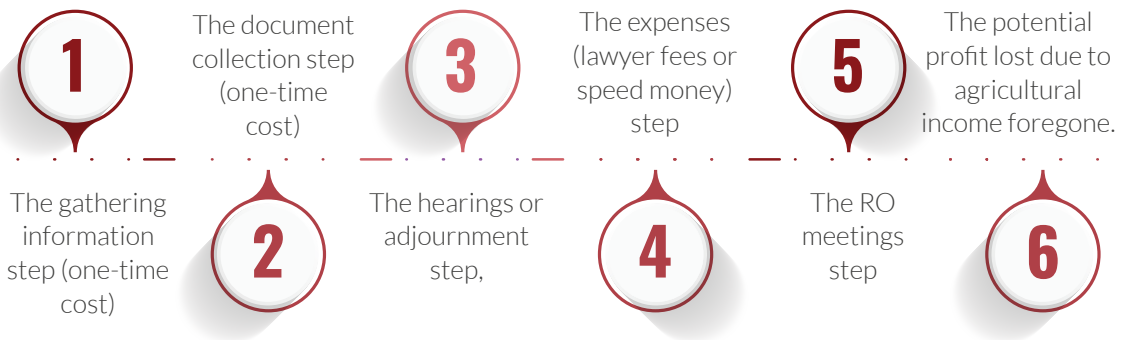 1
The gathering
information
step (one-time
cost)
The document
collection step
(one-time
cost)
2
3
The hearings or
adjournment
step,
The expenses
(lawyer fees or
speed money)
step
4
5
The RO
meetings
step
The potential
profit lost due to
agricultural
income foregone.
6